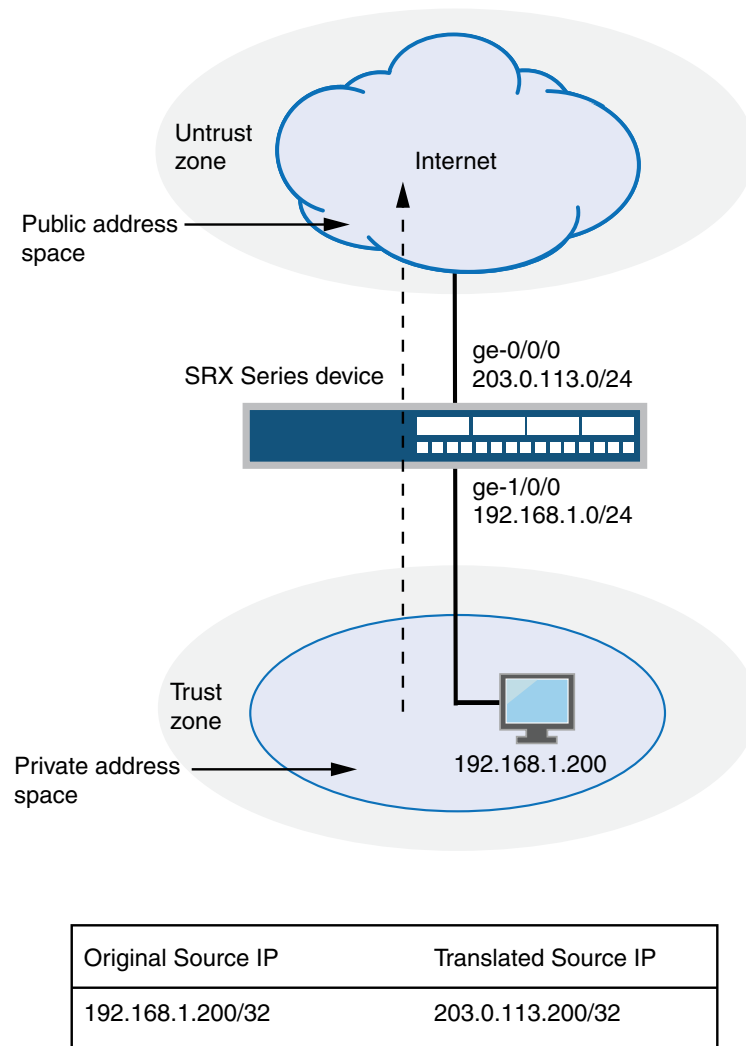 Untrust
zone
Internet
Public address
space
ge-0/0/0
203.0.113.0/24
SRX Series device
ge-1/0/0
192.168.1.0/24
Trust
zone
192.168.1.200
Private address
space
Original Source IP Translated Source IP
192.168.1.200/32 203.0.113.200/32